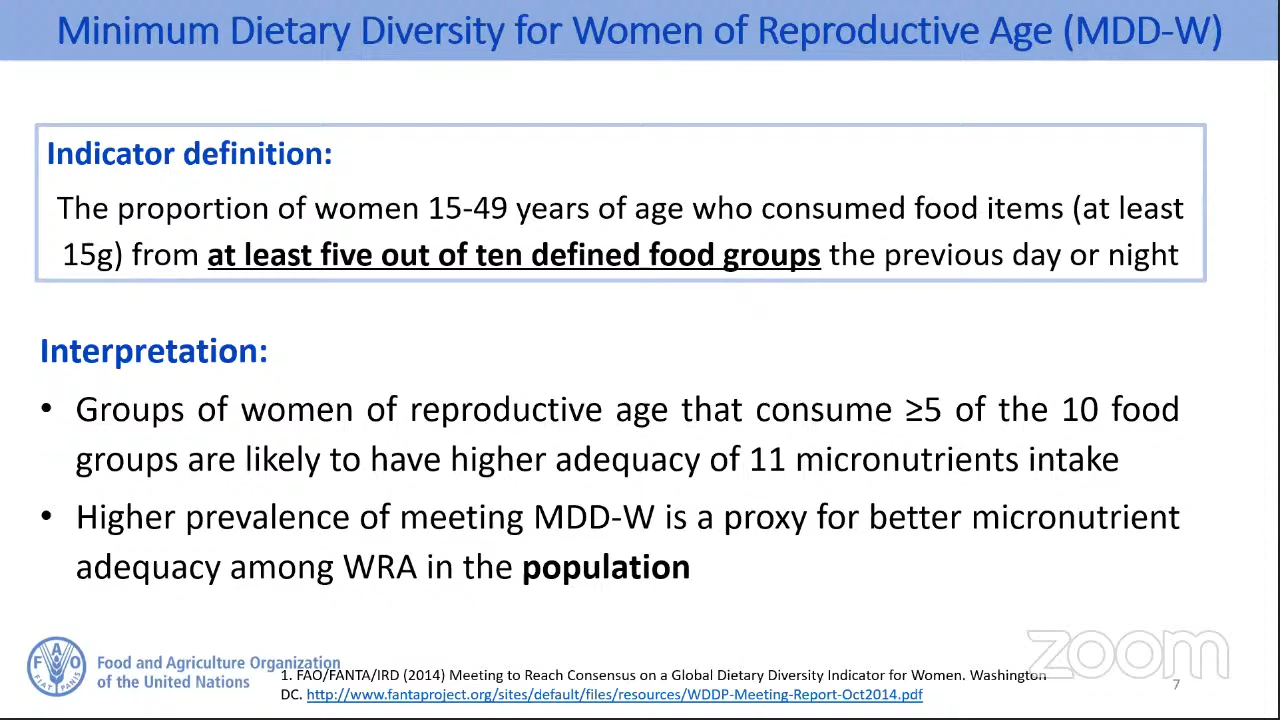 Minimum Dietary Diversity for Women of Reproductive Age (MDD-W)
Indicator definition:
The proportion of women 15-49 years of age who consumed food items (at least
15g) from at least five out of ten defined food groups the previous day or night
Interpretation:
• Groups of women of reproductive age that consume ≥5 of the 10 food
groups are likely to have higher adequacy of 11 micronutrients intake
• Higher prevalence of meeting MDD-W is a proxy for better micronutrient
adequacy among WRA in the population
FAO
FIAT PANIS
Food and Agriculture Organization
of the United Nations
1. FAO/FANTA/IRD (2014) Meeting to Reach Consensus on a Global Dietary Diversity Indicator for Women. Washington
DC. http://www.fantaproject.org/sites/default/files/resources/WDDP-Meeting-Report-Oct2014.pdf
zoom
7